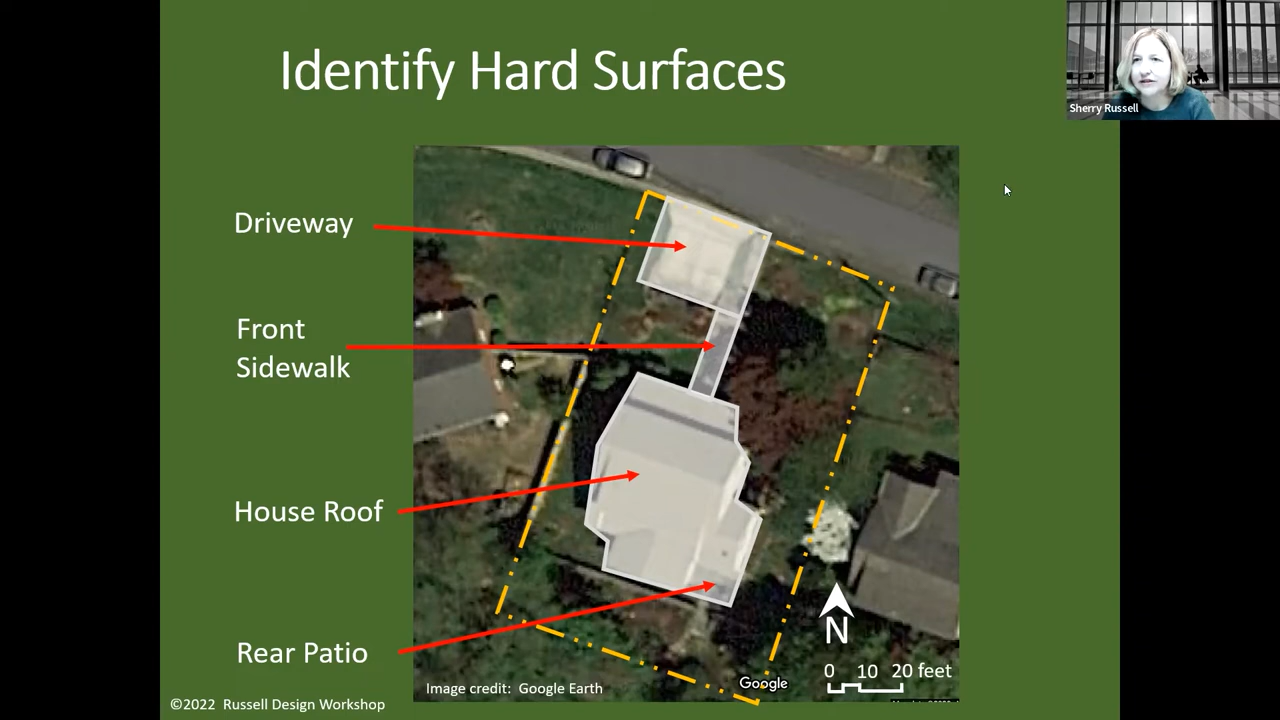 Identify Hard Surfaces
Sherry Russell
Driveway
Front
Sidewalk
House Roof
Rear Patio
N
0 10 20 feet
Google
Image credit: Google Earth
©2022 Russell Design Workshop